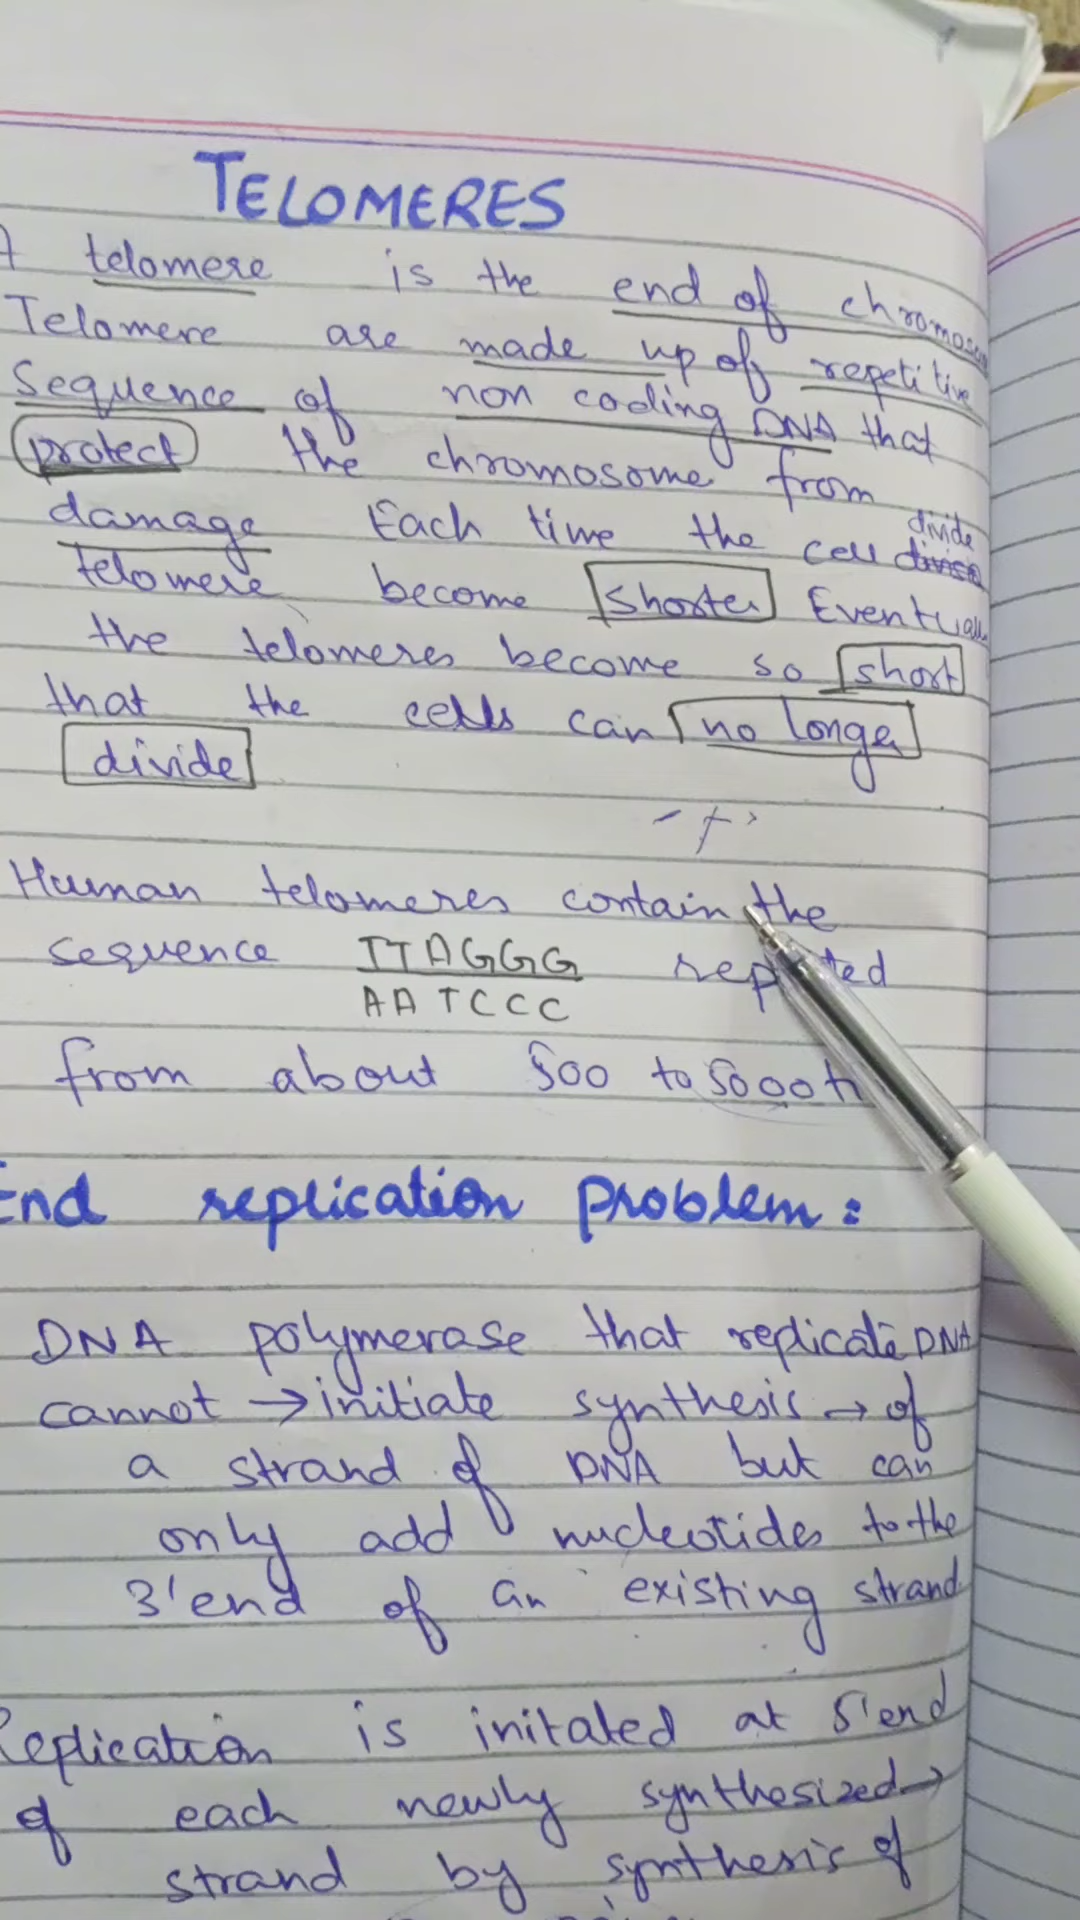 TELOMERES
A telomere is the end of chromoso
Telomere are made up of repetitive
Sequence of non coding DNA that
protect the chromosome from
damage Each time the cell divide
telomere become shorter Eventuall
the telomeres become so short
that the cells can no longer
divide
Human telomeres contain the
sequence TTAGGG repeated
AATCCC
from about 500 to 5000
End replication problem:
DNA polymerase that replicate DNA
cannot → initiate synthesis → of
a strand of DNA but can
only add nucleotides to the
3'end of an existing strand.
Replication is initated at 5'end
of each newly synthesized →
strand by synthesis of